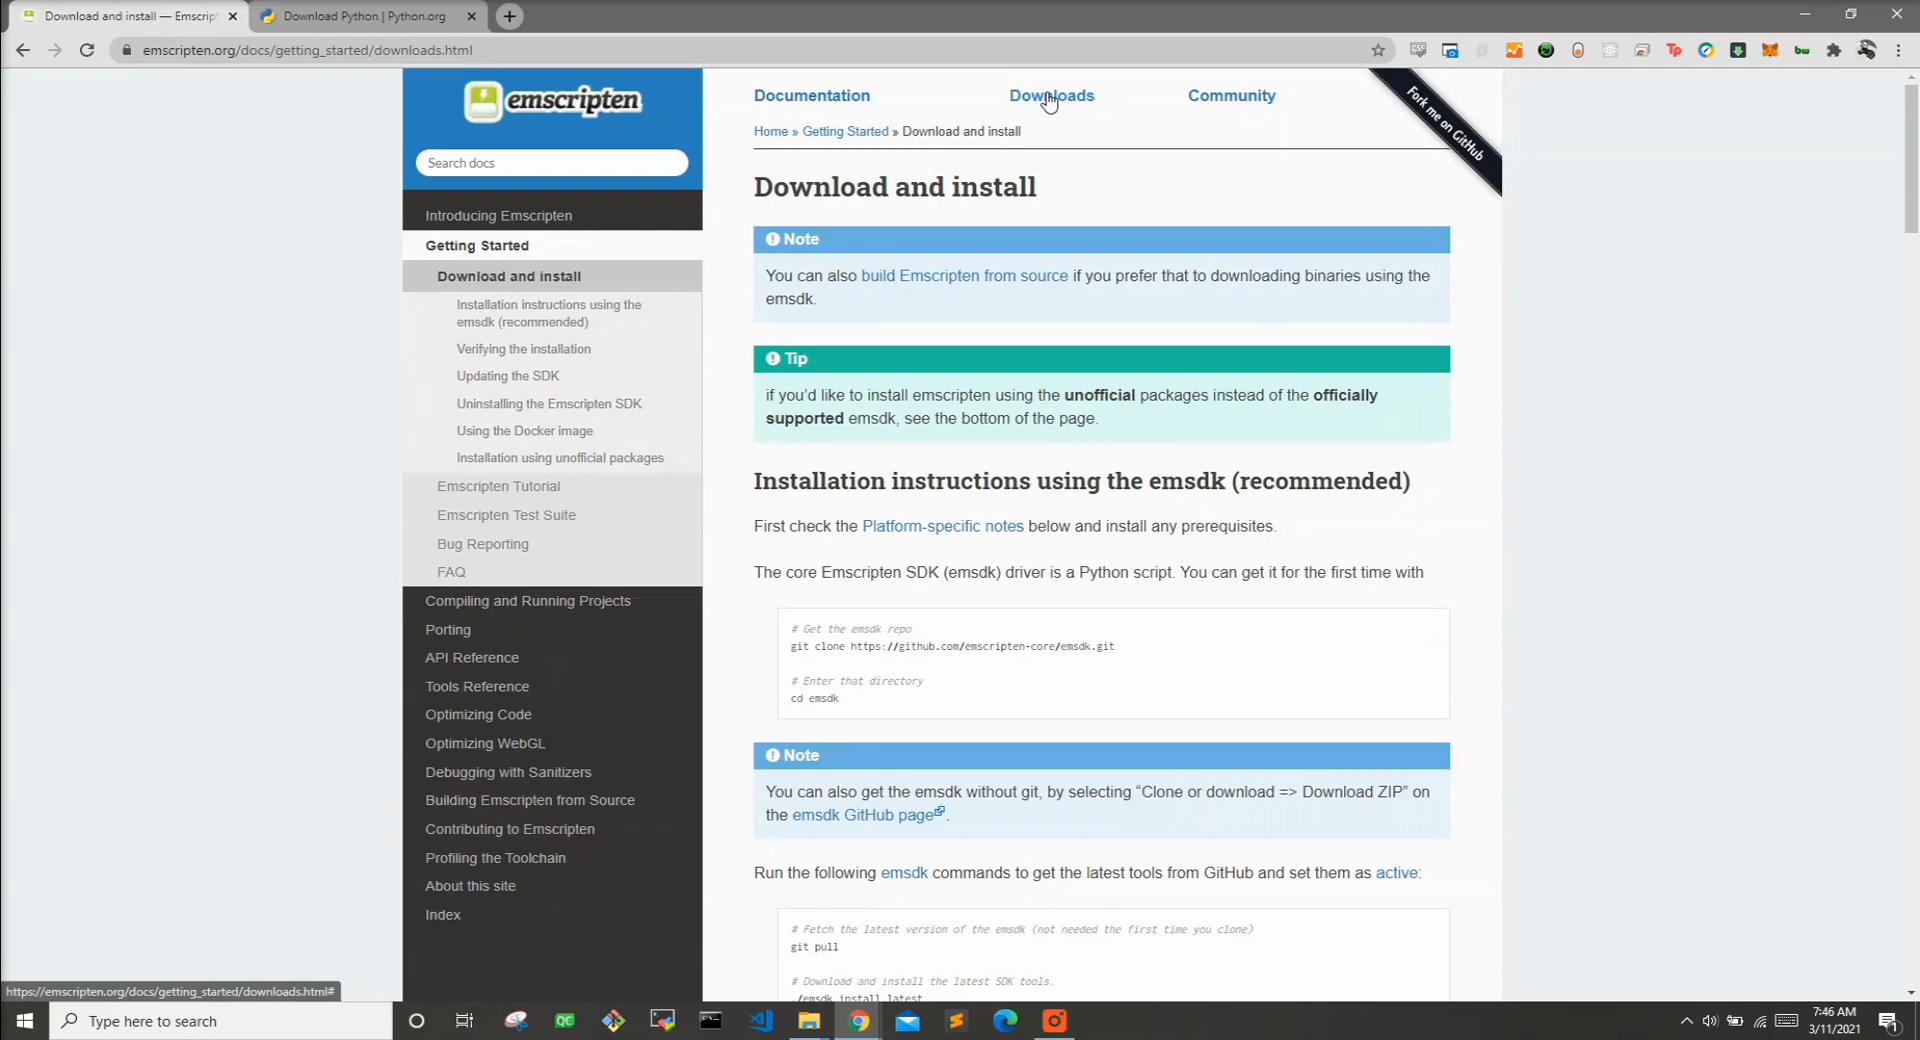 Download and install — Emscript
Download Python | Python.org
emscripten.org/docs/getting_started/downloads.html
emscripten
Search docs
Introducing Emscripten
Getting Started
Download and install
Installation instructions using the
emsdk (recommended)
Verifying the installation
Updating the SDK
Uninstalling the Emscripten SDK
Using the Docker image
Installation using unofficial packages
Emscripten Tutorial
Emscripten Test Suite
Bug Reporting
FAQ
Compiling and Running Projects
Porting
API Reference
Tools Reference
Optimizing Code
Optimizing WebGL
Debugging with Sanitizers
Building Emscripten from Source
Contributing to Emscripten
Profiling the Toolchain
About this site
Index
Documentation Downloads Community
Fork me on GitHub
Home » Getting Started » Download and install
Download and install
Note
You can also build Emscripten from source if you prefer that to downloading binaries using the
emsdk.
Tip
if you'd like to install emscripten using the unofficial packages instead of the officially
supported emsdk, see the bottom of the page.
Installation instructions using the emsdk (recommended)
First check the Platform-specific notes below and install any prerequisites.
The core Emscripten SDK (emsdk) driver is a Python script. You can get it for the first time with
# Get the emsdk repo
git clone https://github.com/emscripten-core/emsdk.git
# Enter that directory
cd emsdk
Note
You can also get the emsdk without git, by selecting “Clone or download => Download ZIP” on
the emsdk GitHub page.
Run the following emsdk commands to get the latest tools from GitHub and set them as active:
# Fetch the latest version of the emsdk (not needed the first time you clone)
git pull
# Download and install the latest SDK tools.
./emsdk install latest
https://emscripten.org/docs/getting_started/downloads.html#
Type here to search
QC
7:46 AM
3/11/2021
1